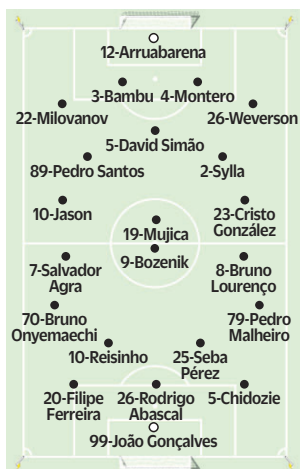 12-Arruabarena
3-Bambu 4-Montero
22-Milovanov 26-Weverson
5-David Simão
89-Pedro Santos 2-Sylla
10-Jason 23-Cristo
González
19-Mujica
9-Bozenik
7-Salvador
Agra
8-Bruno
Lourenço
70-Bruno
Onyemaechi
79-Pedro
Malheiro
10-Reisinho 25-Seba
Pérez
20-Filipe
Ferreira
26-Rodrigo
Abascal
5-Chidozie
99-João Gonçalves